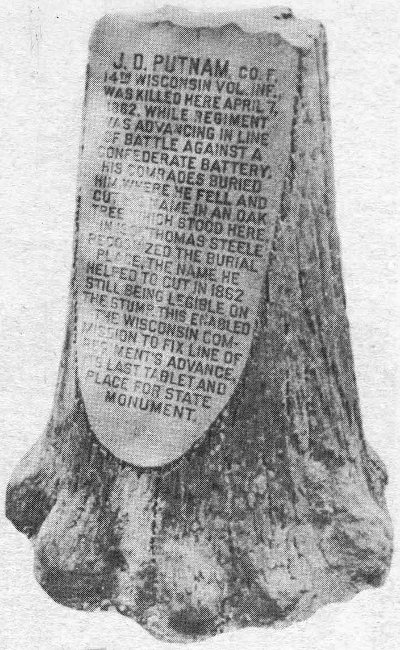 J. D. PUTNAM, CO. F.
14TH WISCONSIN VOL. INF.
WAS KILLED HERE APRIL 7,
1862, WHILE REGIMENT
WAS ADVANCING IN LINE
OF BATTLE AGAINST A
CONFEDERATE BATTERY.
HIS COMRADES BURIED
HIM WHERE HE FELL AND
CUT NAME IN AN OAK
TREE WHICH STOOD HERE
IN THOMAS STEELE
RECOGNIZED THE BURIAL
PLACE, THE NAME HE
HELPED TO CUT IN 1862
STILL BEING LEGIBLE ON
THE STUMP. THIS ENABLED
THE WISCONSIN COM-
MISSION TO FIX LINE OF
REGIMENT'S ADVANCE,
ITS LAST TABLET AND
PLACE FOR STATE
MONUMENT.